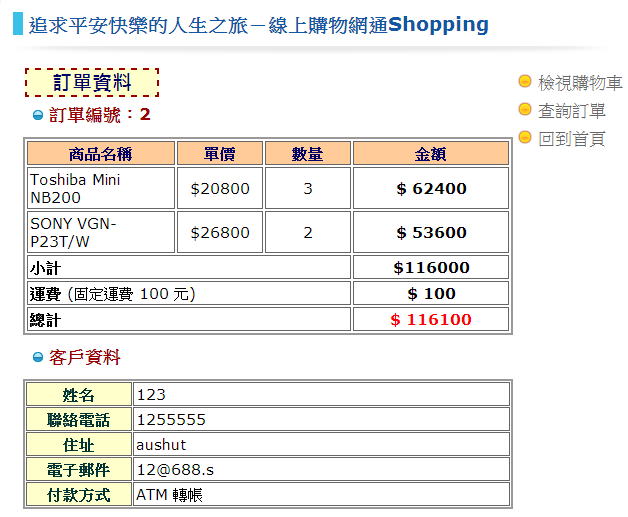 追求平安快樂的人生之旅－線上購物網通Shopping
訂單資料
訂單編號：2
檢視購物車
查詢訂單
回到首頁
商品名稱 單價 數量 金額
Toshiba Mini
NB200 $20800 3 $ 62400
SONY VGN-
P23T/W $26800 2 $ 53600
小計 $116000
運費 (固定運費 100 元) $ 100
總計 $ 116100
客戶資料
姓名 123
聯絡電話 1255555
住址 aushut
電子郵件 12@688.s
付款方式 ATM 轉帳